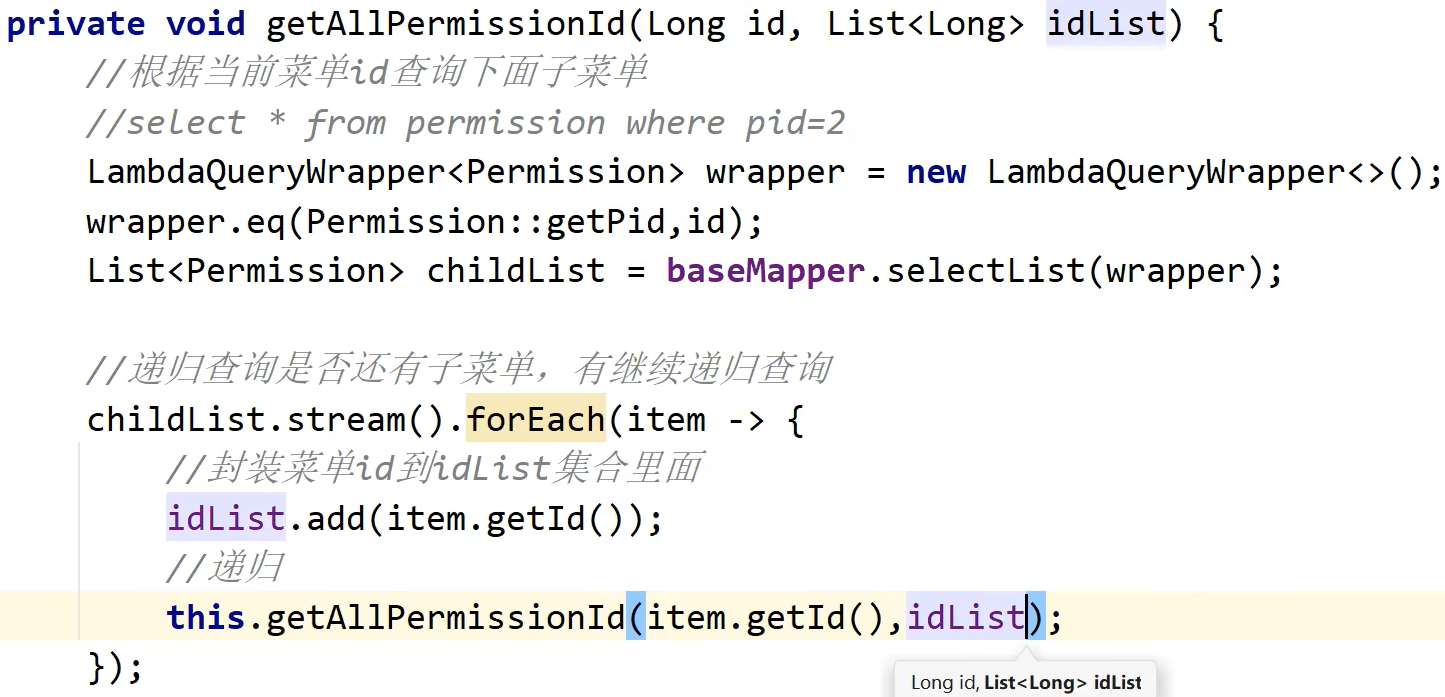 private void getAllPermissionId(Long id, List<Long> idList) {
//根据当前菜单id查询下面子菜单
//select * from permission where pid=2
LambdaQueryWrapper<Permission> wrapper = new LambdaQueryWrapper<>();
wrapper.eq(Permission::getPid,id);
List<Permission> childList = baseMapper.selectList(wrapper);
//递归查询是否还有子菜单，有继续递归查询
childList.stream().forEach(item -> {
//封装菜单id到idList集合里面
idList.add(item.getId());
//递归
this.getAllPermissionId(item.getId(),idList);
});
Long id, List<Long> idList